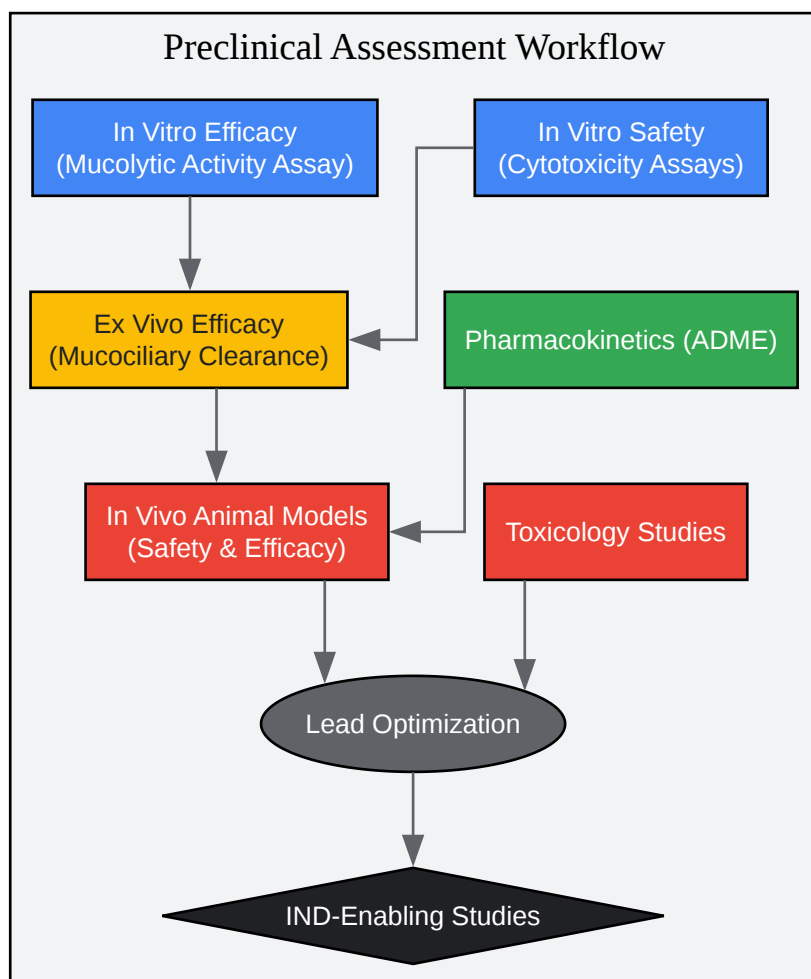 Preclinical Assessment Workflow
In Vitro Efficacy
(Mucolytic Activity Assay)
In Vitro Safety
(Cytotoxicity Assays)
Ex Vivo Efficacy
(Mucociliary Clearance)
Pharmacokinetics (ADME)
In Vivo Animal Models
(Safety & Efficacy)
Toxicology Studies
Lead Optimization
IND-Enabling Studies